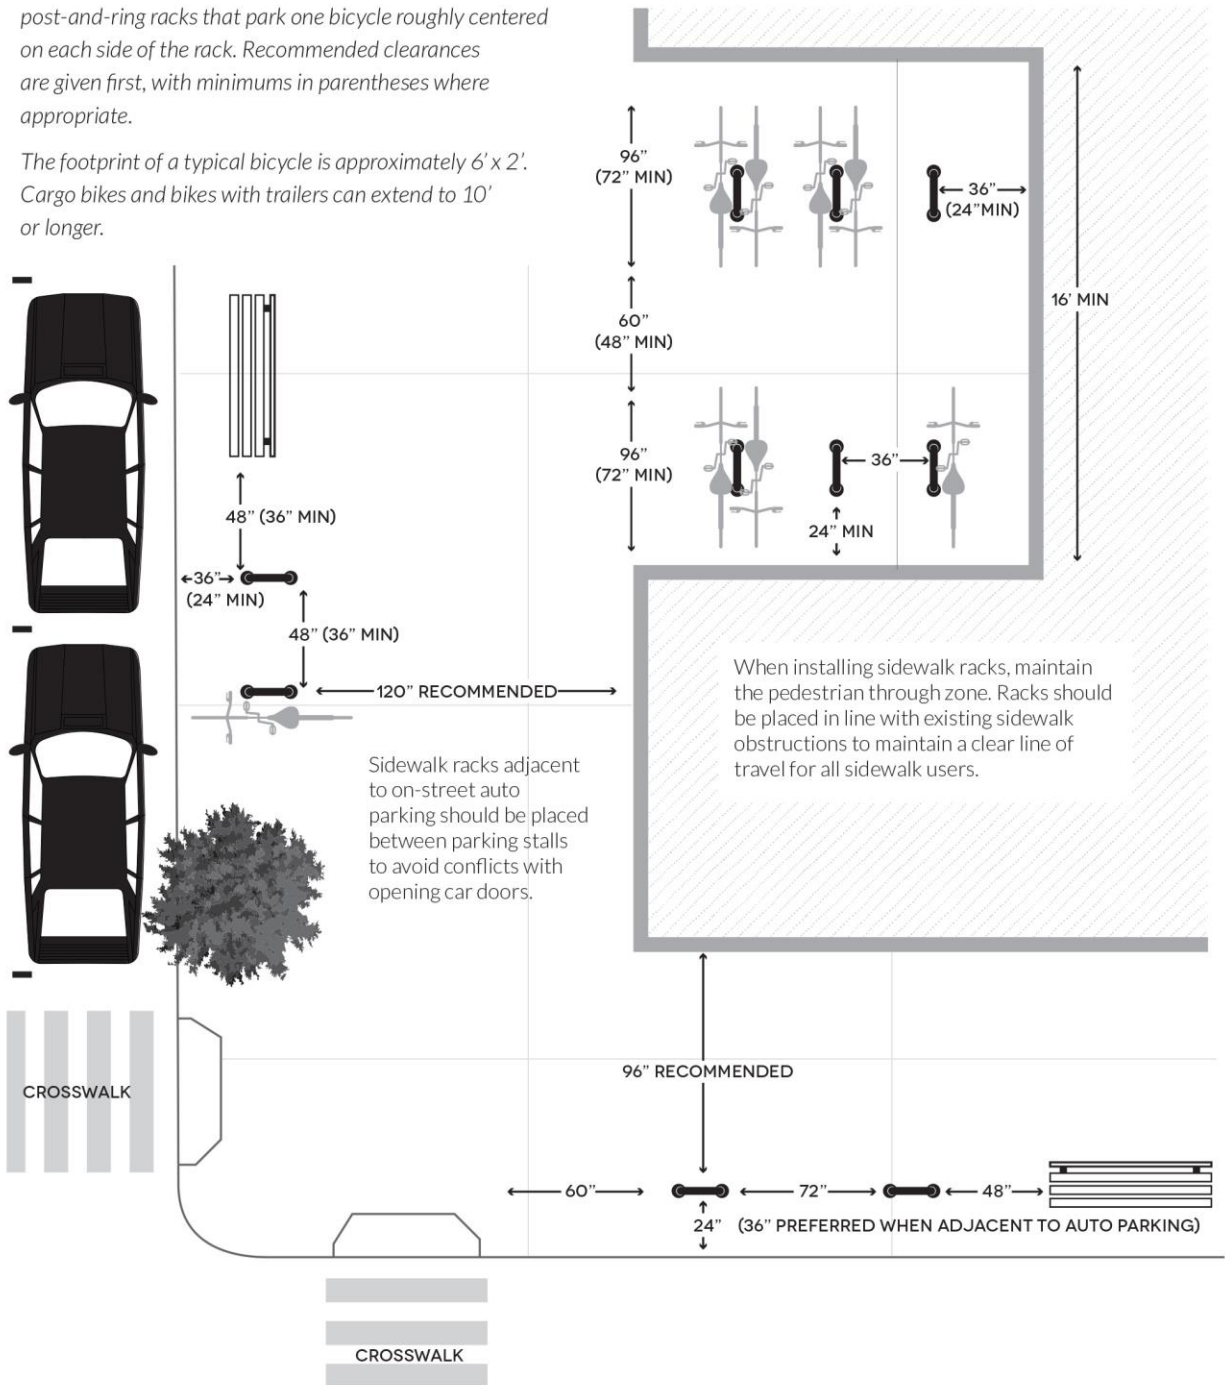 post-and-ring racks that park one bicycle roughly centered
on each side of the rack. Recommended clearances
are given first, with minimums in parentheses where
appropriate.
The footprint of a typical bicycle is approximately 6’ x 2’.
Cargo bikes and bikes with trailers can extend to 10’
or longer.
96”
(72” MIN)
36”
(24”MIN)
60”
(48” MIN)
16’ MIN
96”
(72” MIN)
36”
24” MIN
48” (36” MIN)
36”
(24” MIN)
48” (36” MIN)
120” RECOMMENDED
When installing sidewalk racks, maintain
the pedestrian through zone. Racks should
be placed in line with existing sidewalk
obstructions to maintain a clear line of
travel for all sidewalk users.
Sidewalk racks adjacent
to on-street auto
parking should be placed
between parking stalls
to avoid conflicts with
opening car doors.
CROSSWALK
96” RECOMMENDED
60”
72”
48”
24” (36” PREFERRED WHEN ADJACENT TO AUTO PARKING)
CROSSWALK